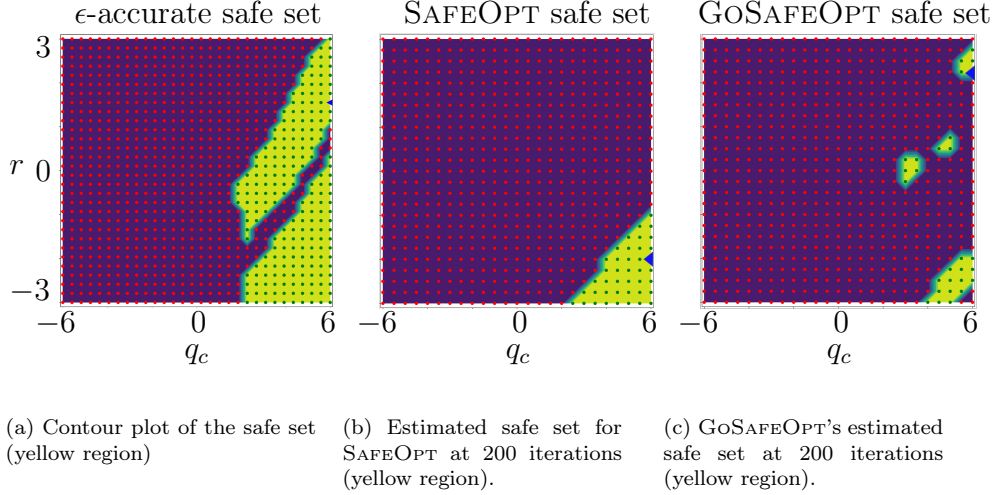 ϵ-accurate safe set
SAFEOPT safe set
GOSAFEOPT safe set
3
r
0
−3
−6
0
6
q_c
−6
0
6
q_c
−6
0
6
q_c
(a) Contour plot of the safe set
(yellow region)
(b) Estimated safe set for
SAFEOPT at 200 iterations
(yellow region).
(c) GOSAFEOPT's estimated
safe set at 200 iterations
(yellow region).